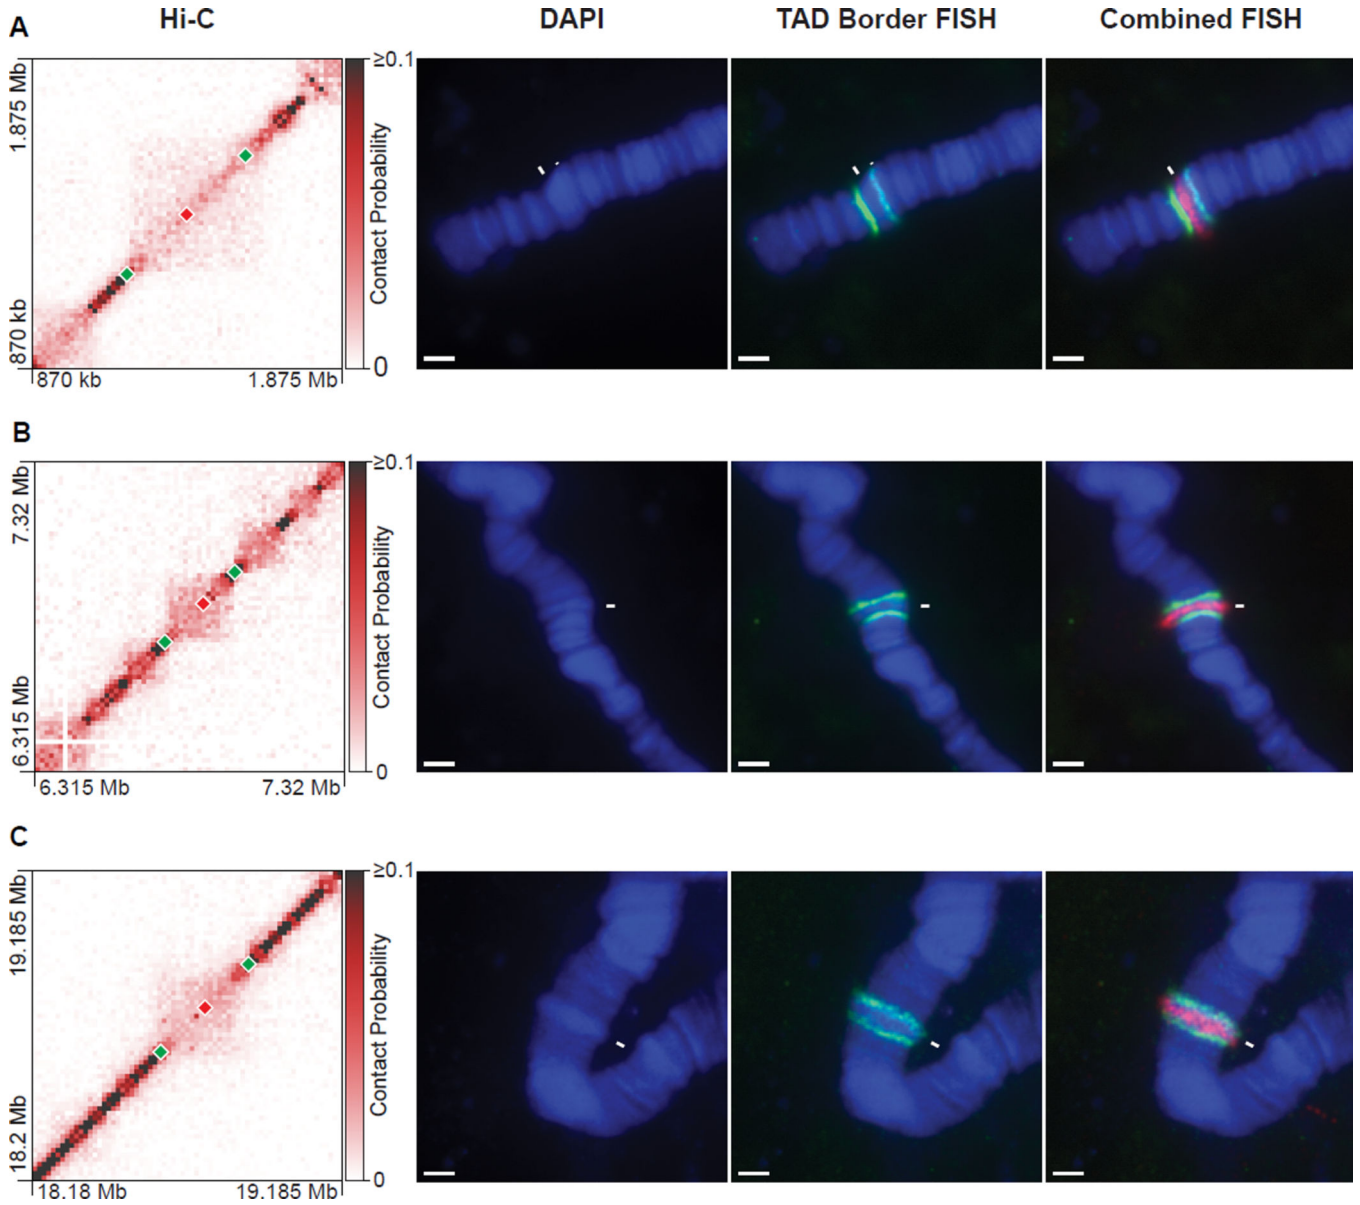 A
Hi-C
DAPI
TAD Border FISH
Combined FISH
1.875 Mb
870 kb
≥0.1
Contact Probability
0
870 kb
1.875 Mb
B
7.32 Mb
6.315 Mb
≥0.1
Contact Probability
0
6.315 Mb
7.32 Mb
C
19.185 Mb
18.2 Mb
≥0.1
Contact Probability
0
18.18 Mb
19.185 Mb